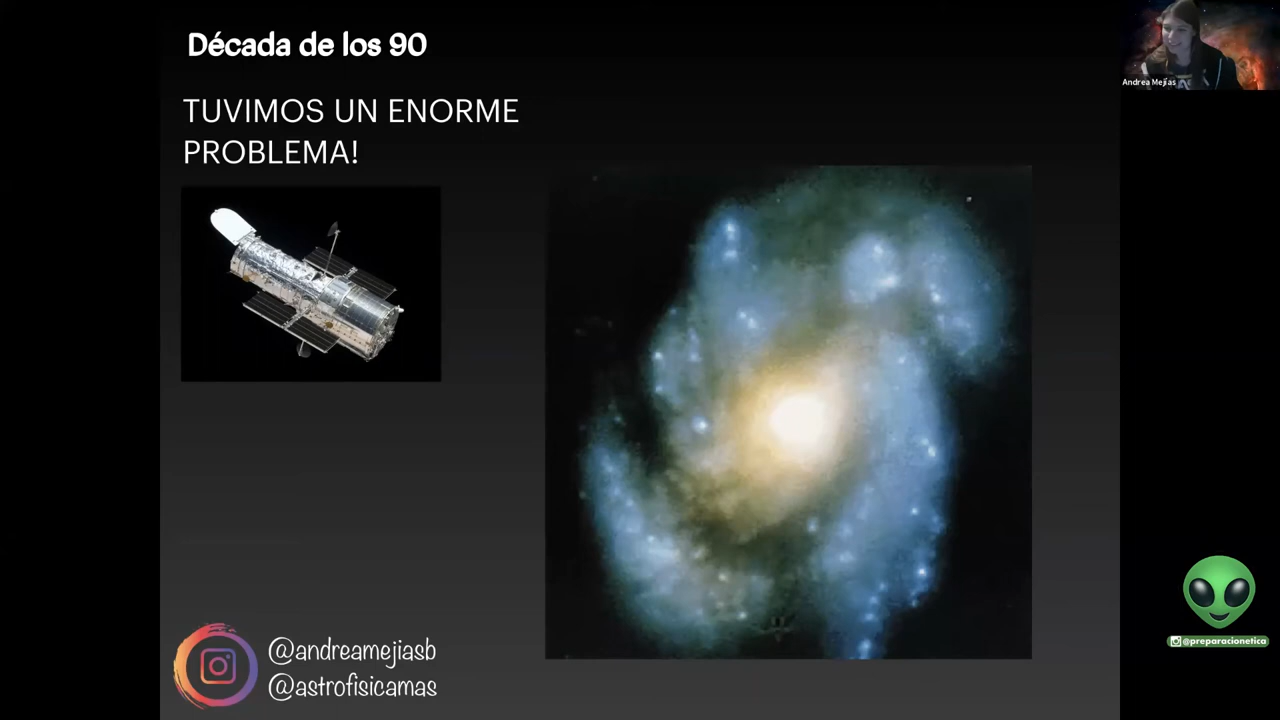 Década de los 90
TUVIMOS UN ENORME
PROBLEMA!
Andrea Mejías
@andreamejiasb
@astrofisicamas
@preparacionetica